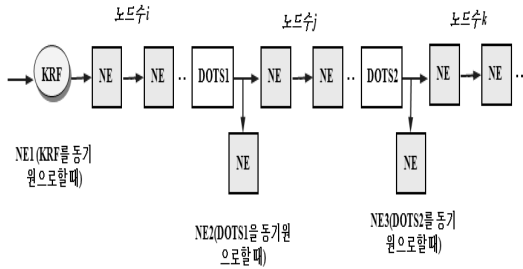 노드수i
노드수j
노드수k
KRF
NE
NE
··
DOTS1
NE
NE
··
DOTS2
NE
NE
··
NE
NE
NE1(KRF를 동기
원으로할 때)
NE2(DOTS1을 동기원
으로할 때)
NE3(DOTS2를 동기
원으로할때)